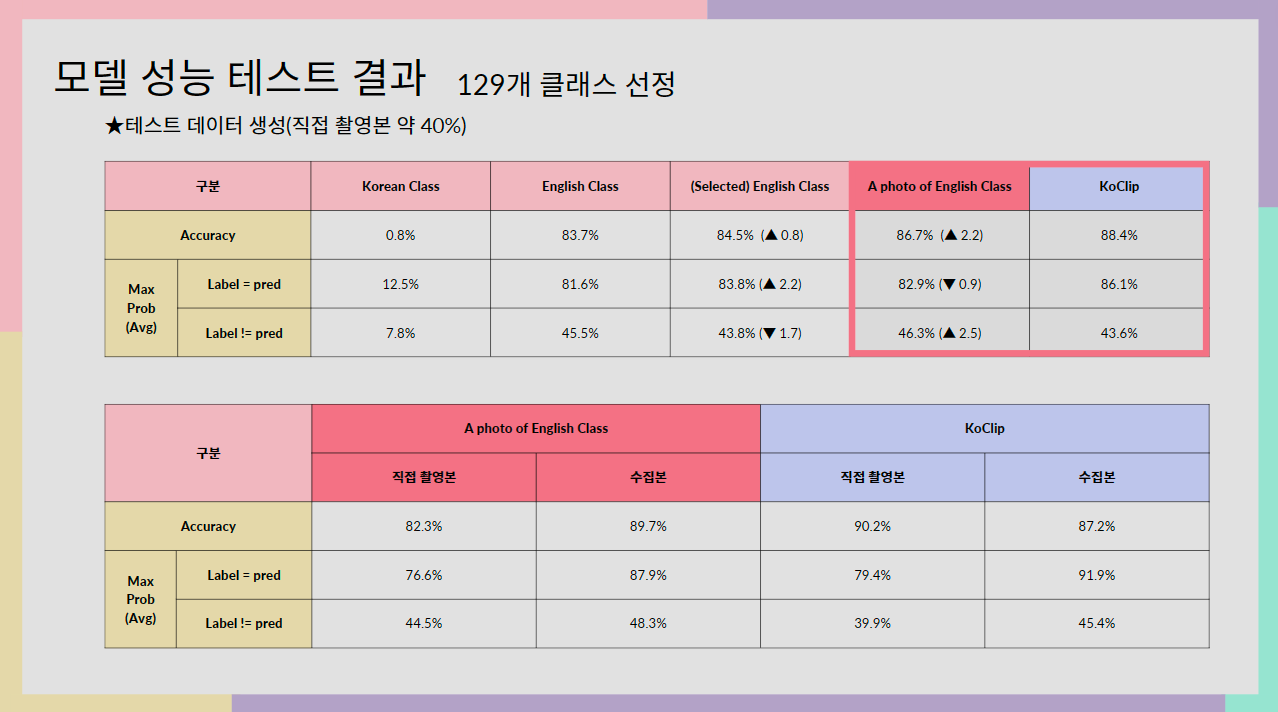 모델 성능 테스트 결과 129개 클래스 선정
★테스트 데이터 생성(직접 촬영본 약 40%)
구분 Korean Class English Class (Selected) English Class A photo of English Class KoClip
Accuracy 0.8% 83.7% 84.5% (▲ 0.8) 86.7% (▲ 2.2) 88.4%
Max Prob (Avg) Label = pred 12.5% 81.6% 83.8% (▲ 2.2) 82.9% (▼ 0.9) 86.1%
Label != pred 7.8% 45.5% 43.8% (▼ 1.7) 46.3% (▲ 2.5) 43.6%
구분 A photo of English Class KoClip
직접 촬영본 수집본 직접 촬영본 수집본
Accuracy 82.3% 89.7% 90.2% 87.2%
Max Prob (Avg) Label = pred 76.6% 87.9% 79.4% 91.9%
Label != pred 44.5% 48.3% 39.9% 45.4%